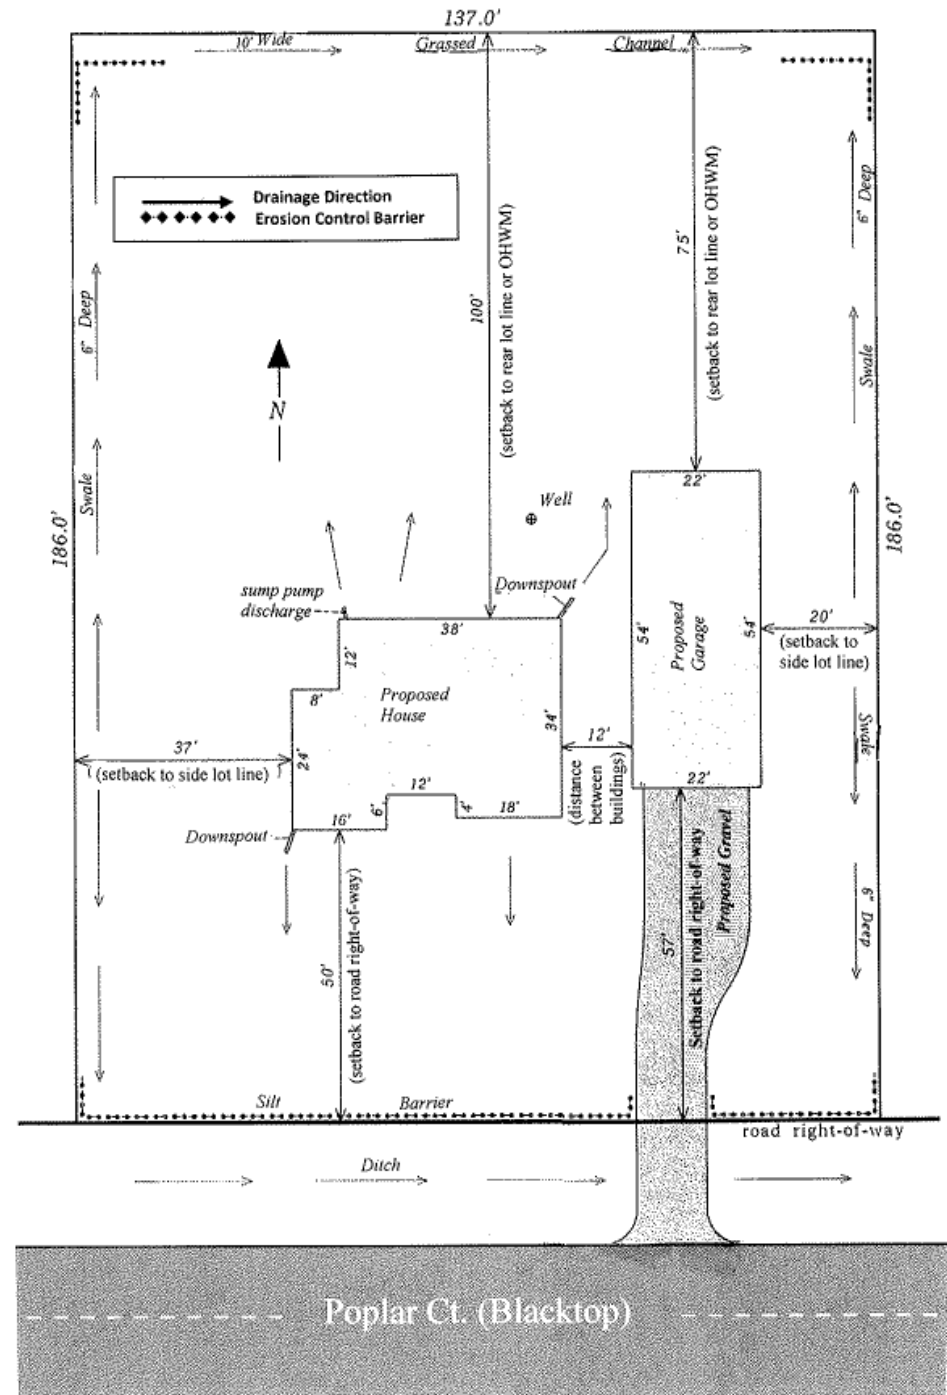 137.0'
10' Wide Grassed Channel
Drainage Direction
Erosion Control Barrier
6" Deep
Swale
186.0'
N
100'
(setback to rear lot line or OHWM)
75'
(setback to rear lot line or OHWM)
6" Deep
Swale
186.0'
Well
22'
sump pump
discharge
Downspout
38'
12'
8'
Proposed
House
34'
24'
54'
Proposed
Garage
54'
20'
(setback to
side lot line)
37'
(setback to side lot line)
12'
(distance
between
buildings)
Swale
22'
12'
6'
4'
16'
18'
Downspout
50'
(setback to road right-of-way)
57'
Setback to road right-of-way
Proposed Gravel
6" Deep
Silt Barrier
road right-of-way
Ditch
Poplar Ct. (Blacktop)